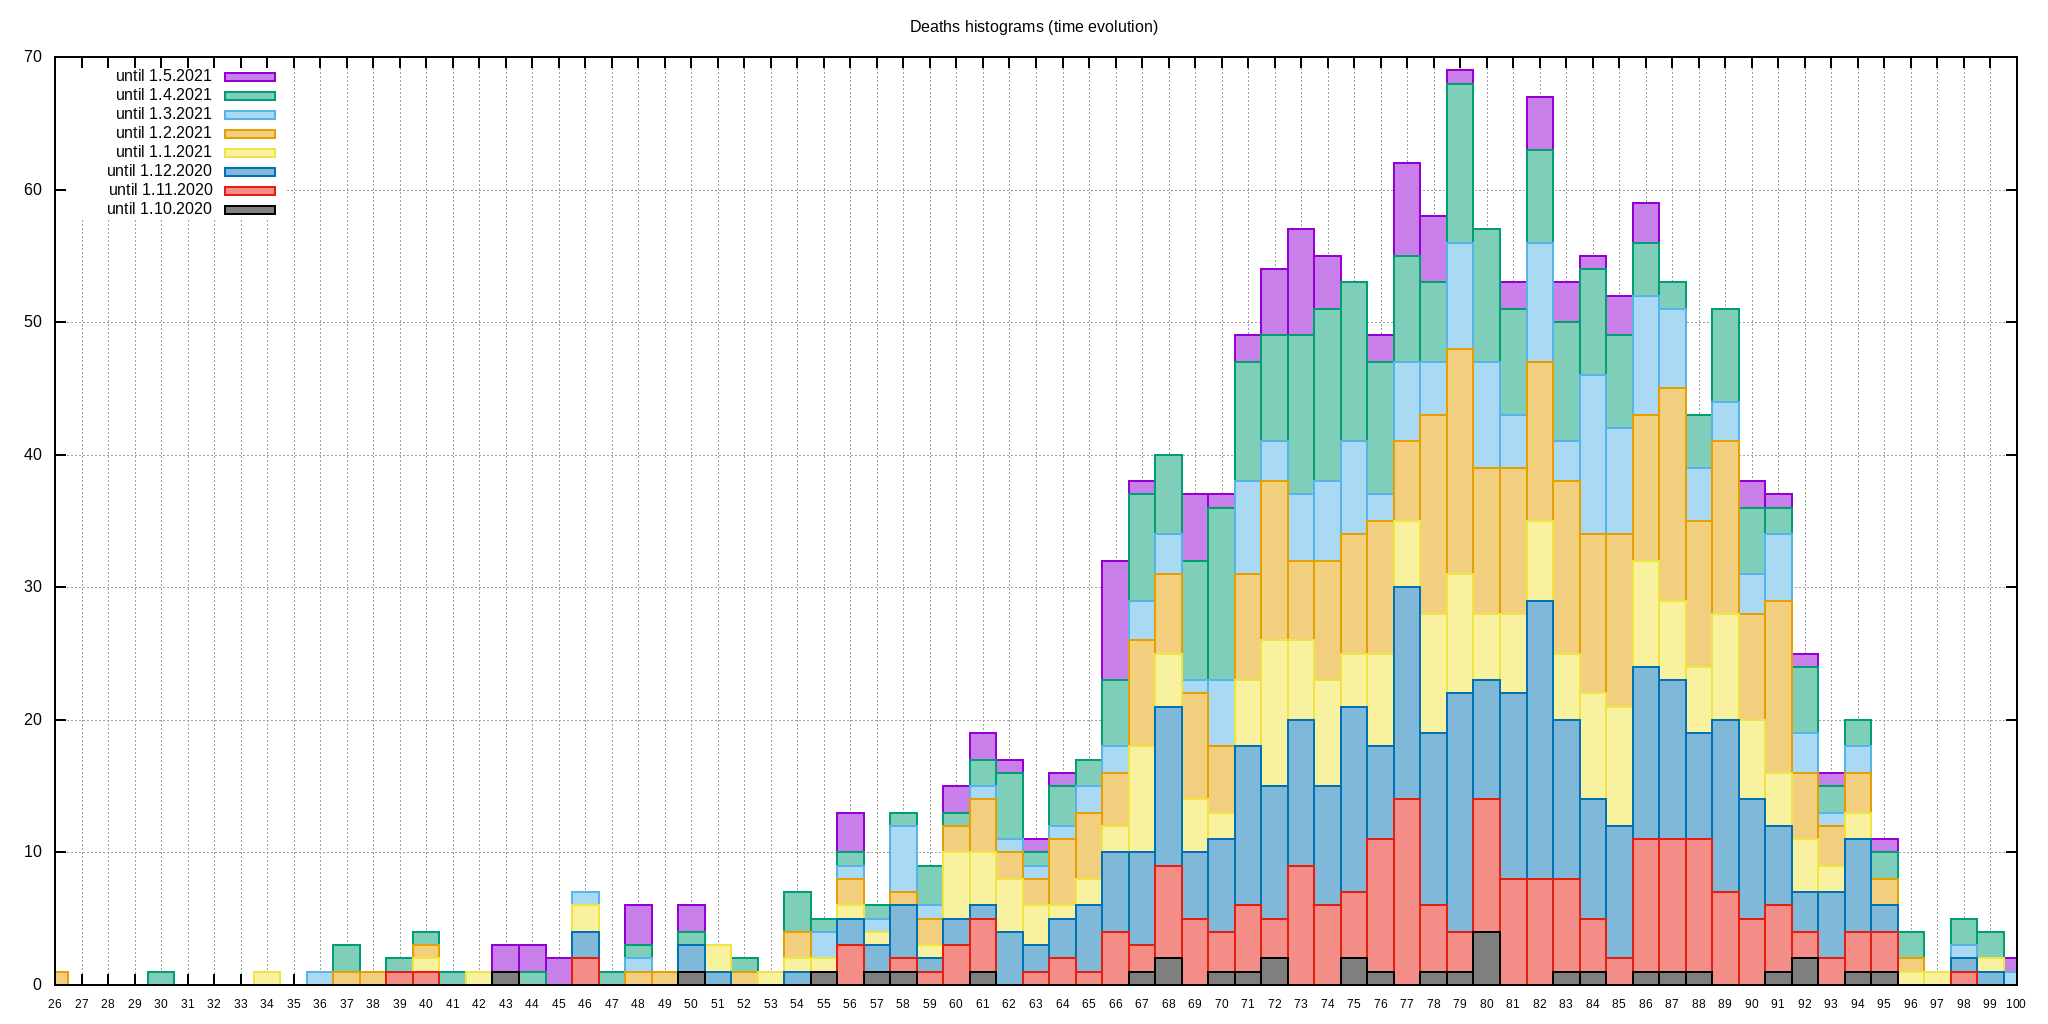 Deaths histograms (time evolution)
70
60
50
40
30
20
10
0
until 1.5.2021
until 1.4.2021
until 1.3.2021
until 1.2.2021
until 1.1.2021
until 1.12.2020
until 1.11.2020
until 1.10.2020
26 27 28 29 30 31 32 33 34 35 36 37 38 39 40 41 42 43 44 45 46 47 48 49 50 51 52 53 54 55 56 57 58 59 60 61 62 63 64 65 66 67 68 69 70 71 72 73 74 75 76 77 78 79 80 81 82 83 84 85 86 87 88 89 90 91 92 93 94 95 96 97 98 99 100